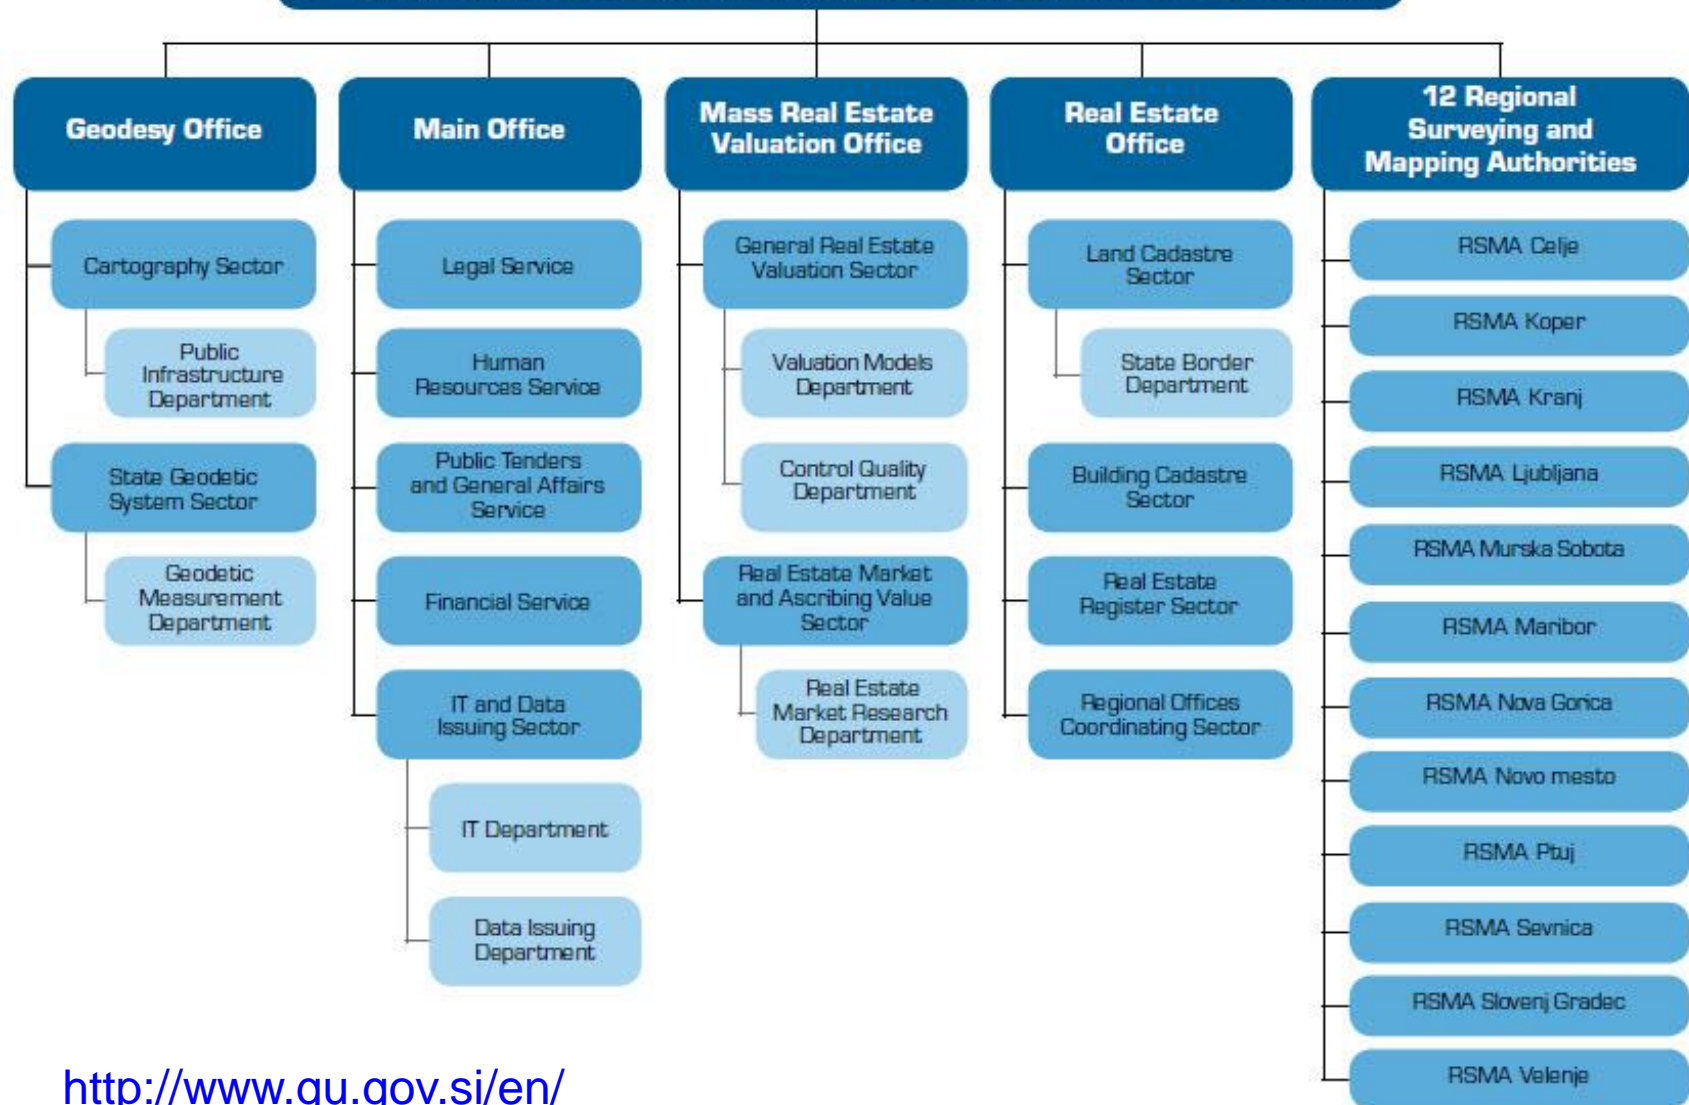 Geodesy Office
Cartography Sector
Public
Infrastructure
Department
State Geodetic
System Sector
Geodetic
Measurement
Department
Main Office
Legal Service
Human
Resources Service
Public Tenders
and General Affairs
Service
Financial Service
IT and Data
Issuing Sector
IT Department
Data Issuing
Department
Mass Real Estate
Valuation Office
General Real Estate
Valuation Sector
Valuation Models
Department
Control Quality
Department
Real Estate Market
and Ascribing Value
Sector
Real Estate
Market Research
Department
Real Estate
Office
Land Cadastre
Sector
State Border
Department
Building Cadastre
Sector
Real Estate
Register Sector
Regional Offices
Coordinating Sector
12 Regional
Surveying and
Mapping Authorities
RSMA Celje
RSMA Koper
RSMA Kranj
RSMA Ljubljana
RSMA Murska Sobota
RSMA Maribor
RSMA Nova Gorica
RSMA Novo mesto
RSMA Ptuj
RSMA Sevnica
RSMA Slovenj Gradec
RSMA Velenje
http://www.gu.gov.si/en/